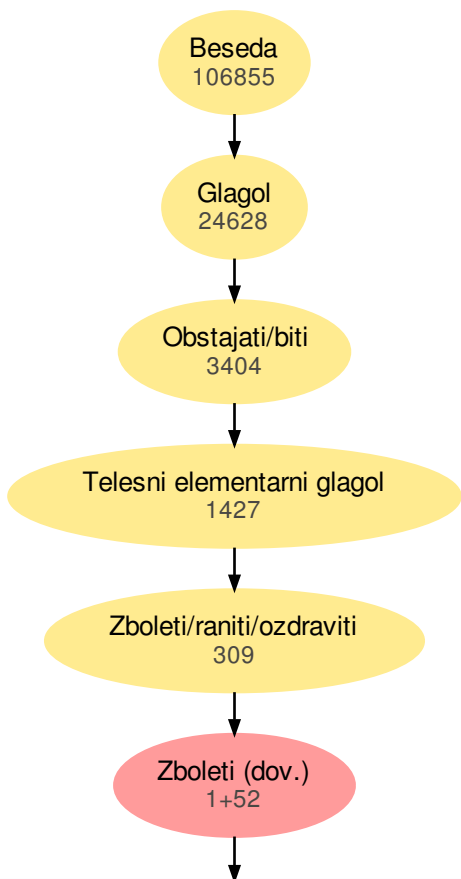 Beseda
106855
Glagol
24628
Obstajati/biti
3404
Telesni elementarni glagol
1427
Zboleti/raniti/ozdraviti
309
Zboleti (dov.)
1+52